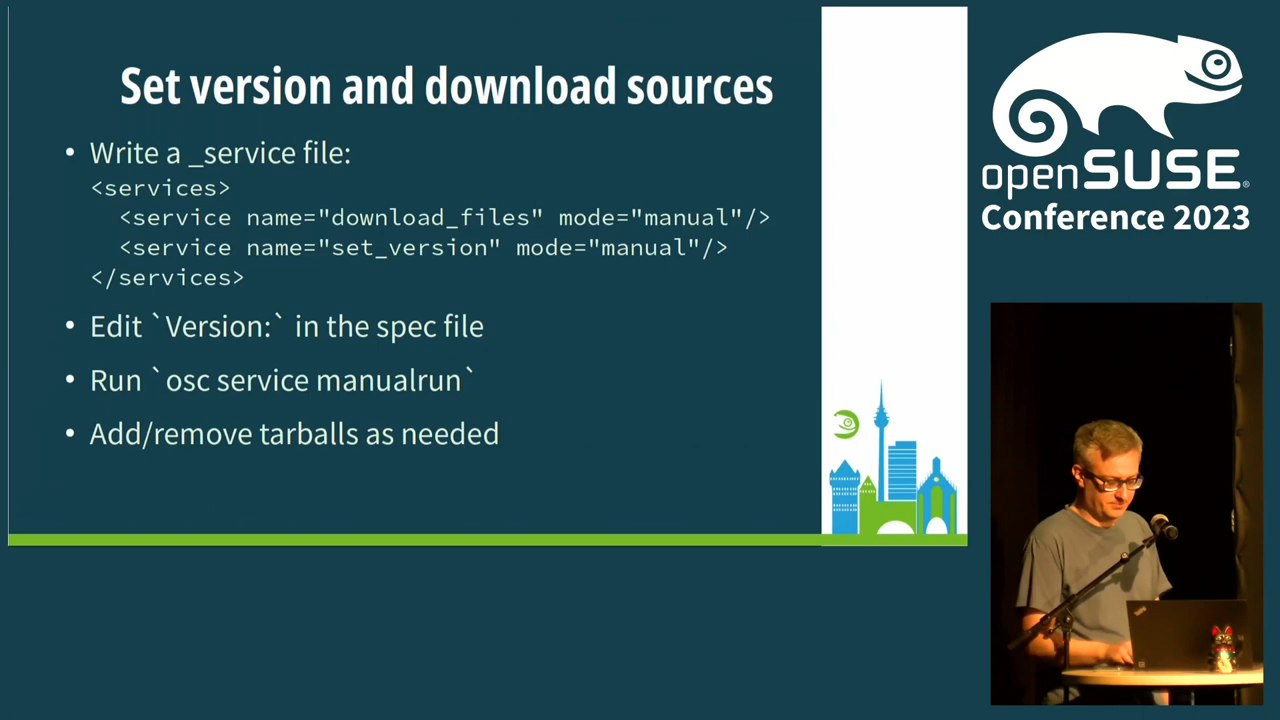 Set version and download sources
• Write a _service file:
<services>
<service name="download_files" mode="manual"/>
<service name="set_version" mode="manual"/>
</services>
• Edit `Version:` in the spec file
• Run `osc service manualrun`
• Add/remove tarballs as needed
openSUSE®
Conference 2023